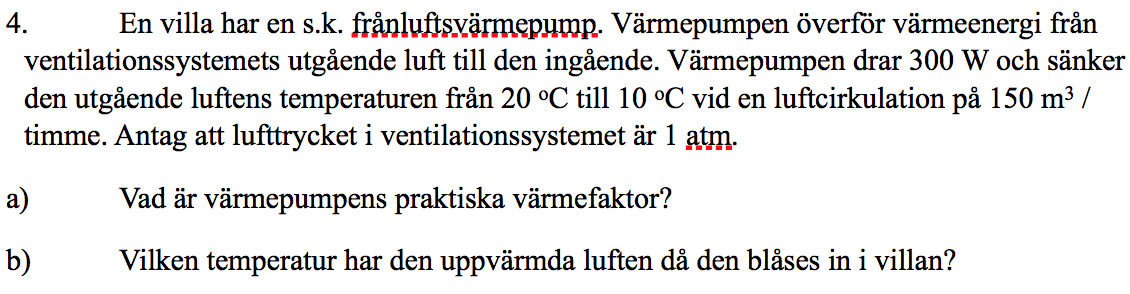 4. En villa har en s.k. frånluftsvärmepump. Värmepumpen överför värmeenergi från
ventilationssystemets utgående luft till den ingående. Värmepumpen drar 300 W och sänker
den utgående luftens temperaturen från 20 ºC till 10 ºC vid en luftcirkulation på 150 m³ /
timme. Antag att lufttrycket i ventilationssystemet är 1 atm.
a) Vad är värmepumpens praktiska värmefaktor?
b) Vilken temperatur har den uppvärmda luften då den blåses in i villan?